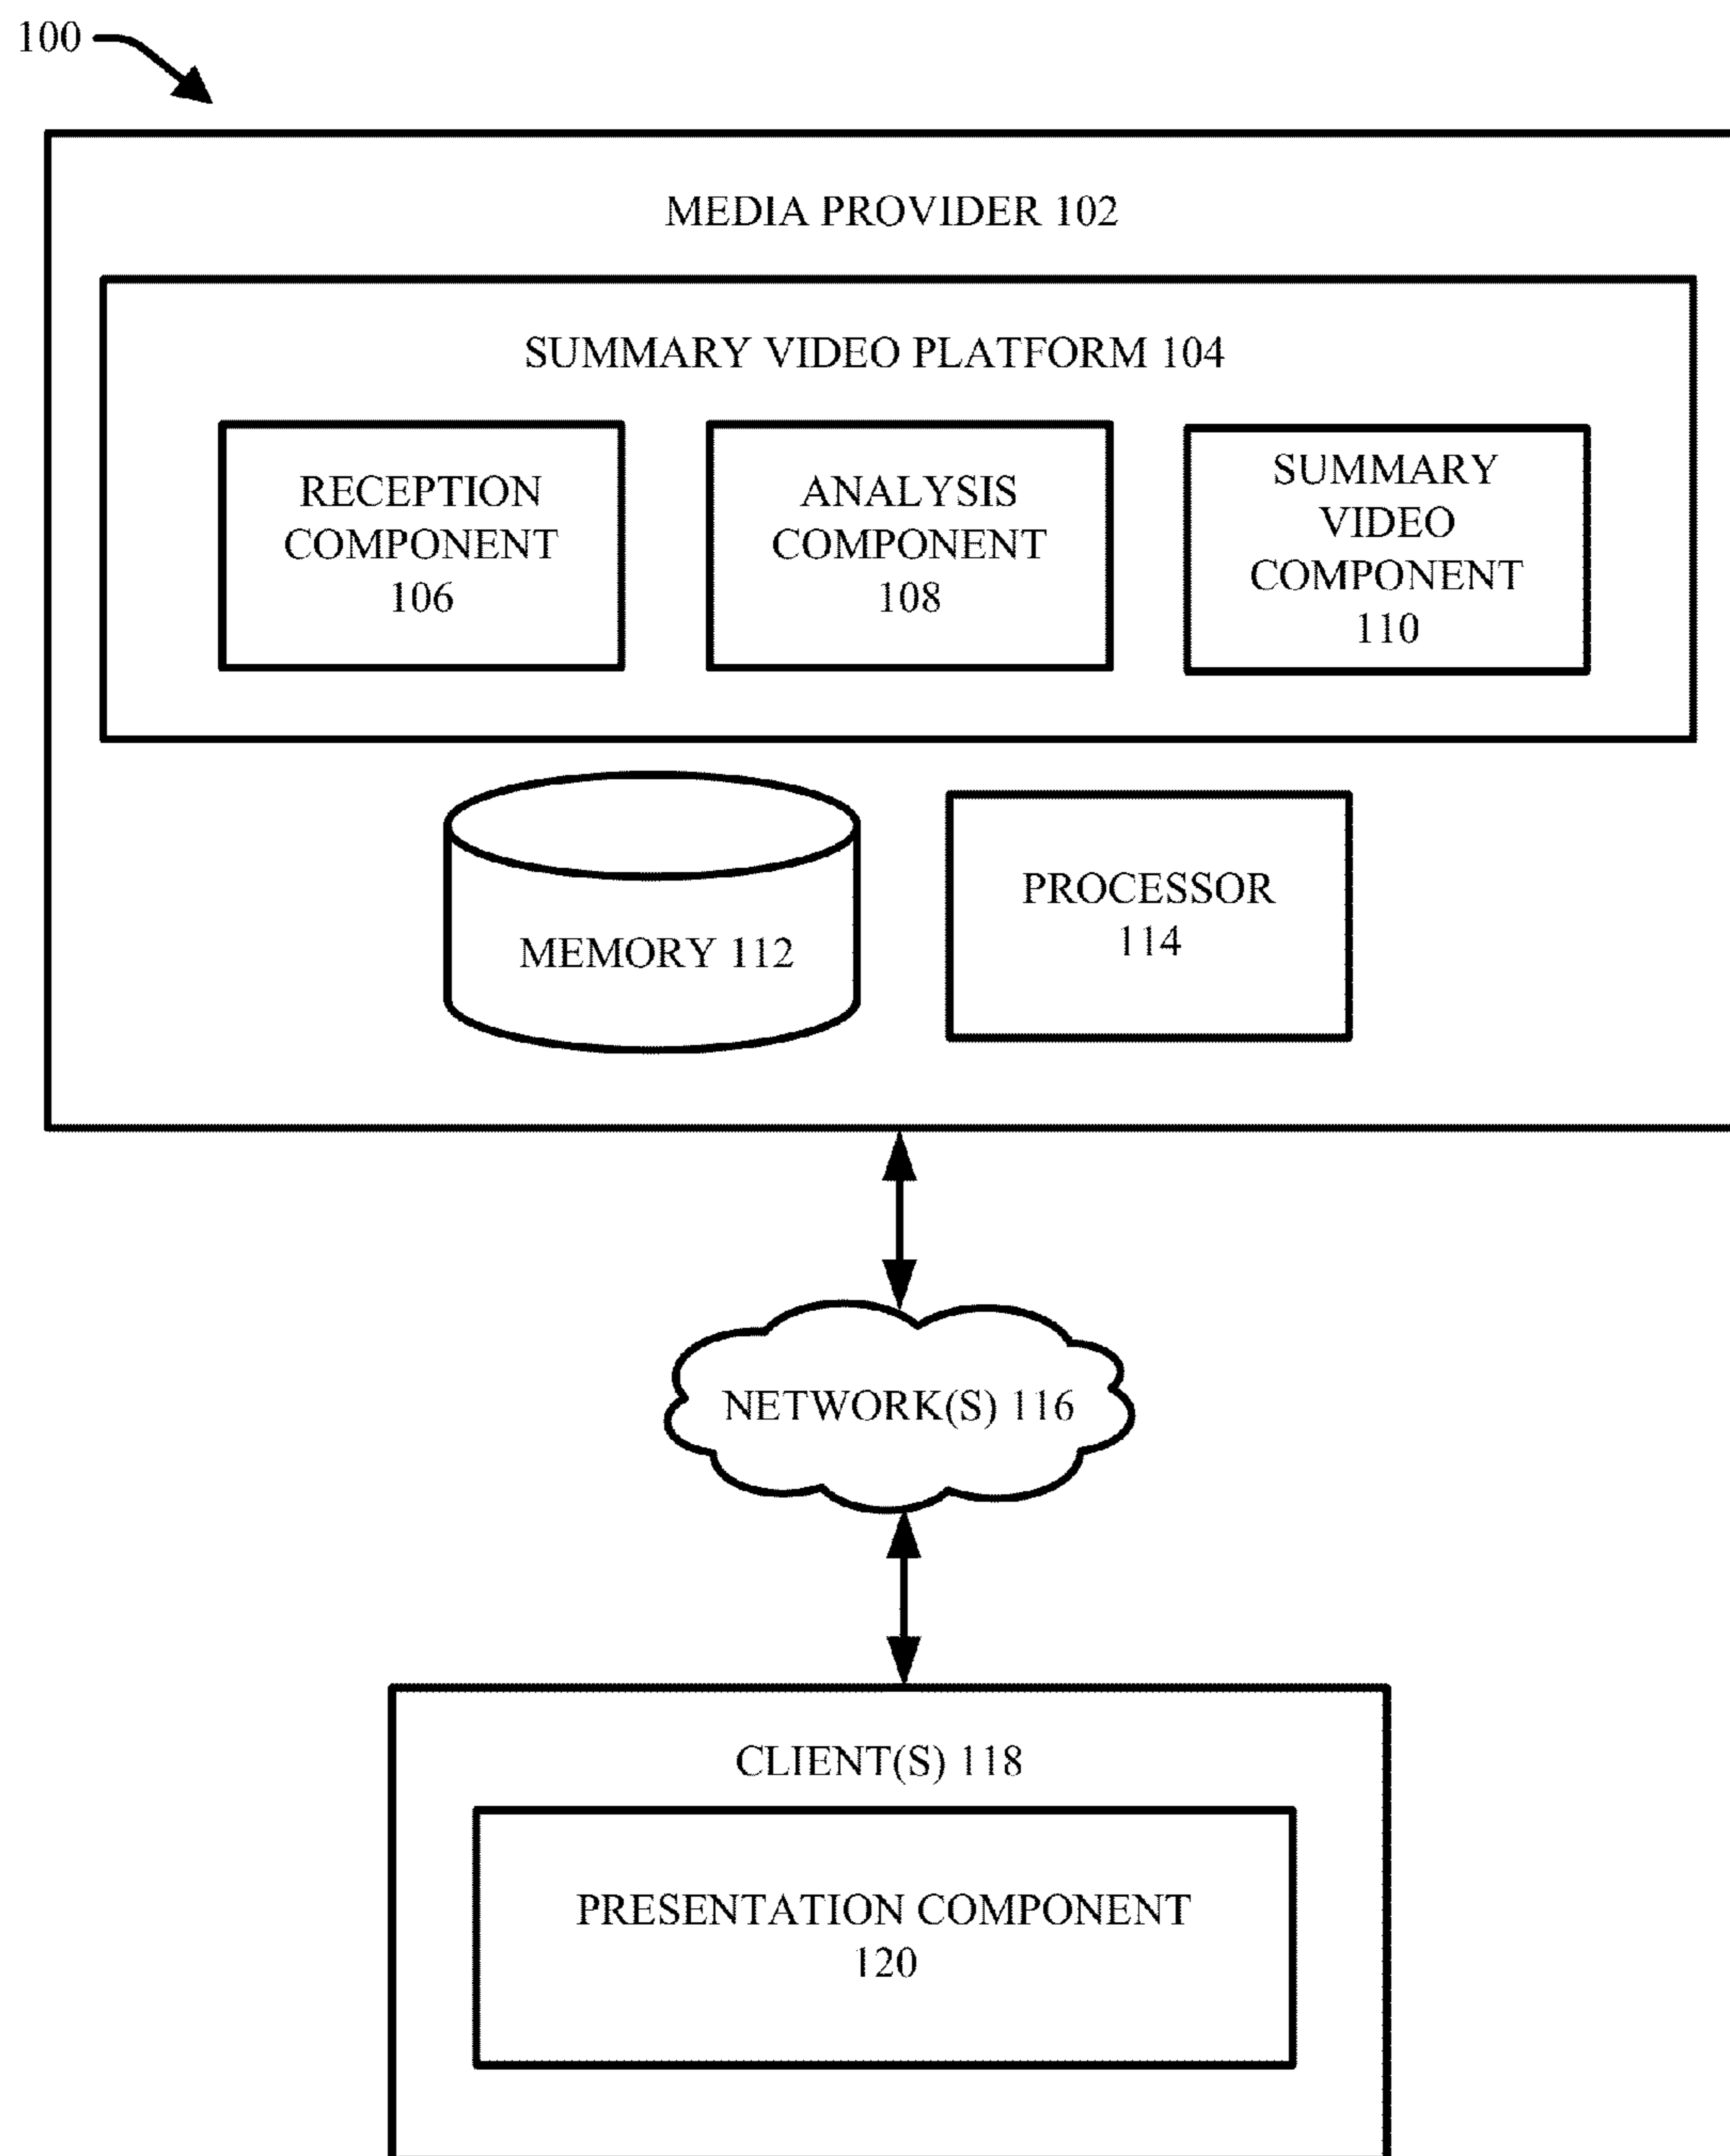 100
MEDIA PROVIDER 102
SUMMARY VIDEO PLATFORM 104
RECEPTION
COMPONENT
106
ANALYSIS
COMPONENT
108
SUMMARY
VIDEO
COMPONENT
110
MEMORY 112
PROCESSOR
114
NETWORK(S) 116
CLIENT(S) 118
PRESENTATION COMPONENT
120